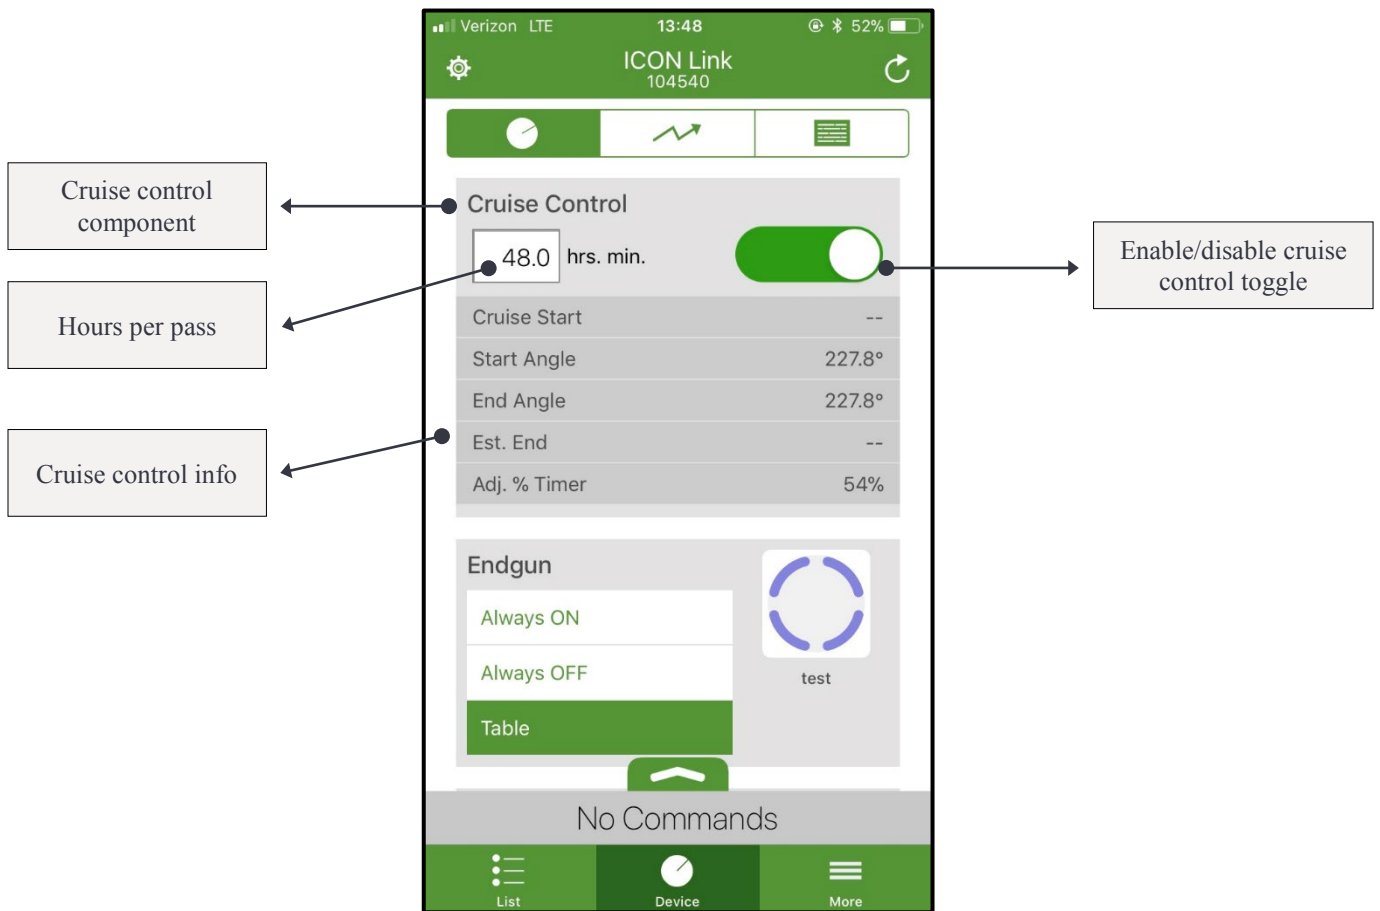 Verizon LTE 13:48 52%
ICON Link
104540
Cruise control
component
Cruise Control
48.0 hrs. min.
Enable/disable cruise
control toggle
Hours per pass
Cruise Start --
Start Angle 227.8°
End Angle 227.8°
Cruise control info
Est. End --
Adj. % Timer 54%
Endgun
Always ON
Always OFF
test
Table
No Commands
List Device More